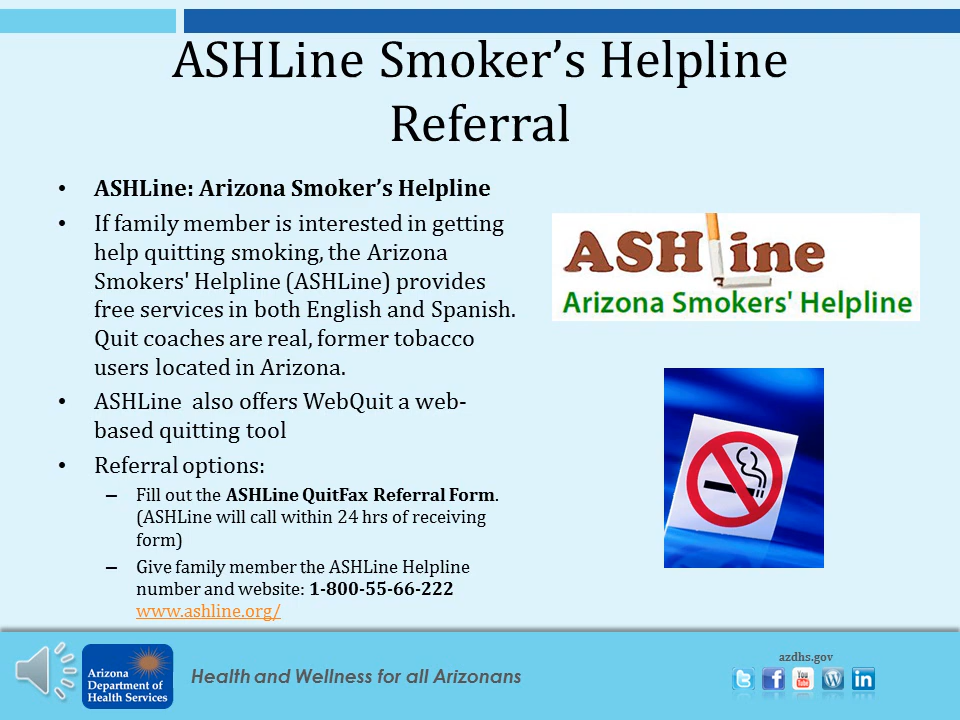 ASHLine Smoker’s Helpline
Referral
• ASHLine: Arizona Smoker’s Helpline
• If family member is interested in getting
help quitting smoking, the Arizona
Smokers' Helpline (ASHLine) provides
free services in both English and Spanish.
Quit coaches are real, former tobacco
users located in Arizona.
• ASHLine also offers WebQuit a web-
based quitting tool
• Referral options:
– Fill out the ASHLine QuitFax Referral Form.
(ASHLine will call within 24 hrs of receiving
form)
– Give family member the ASHLine Helpline
number and website: 1-800-55-66-222
www.ashline.org/
ASHLine
Arizona Smokers' Helpline
Arizona
Department of
Health Services
Health and Wellness for all Arizonans
azdhs.gov
You
Tube